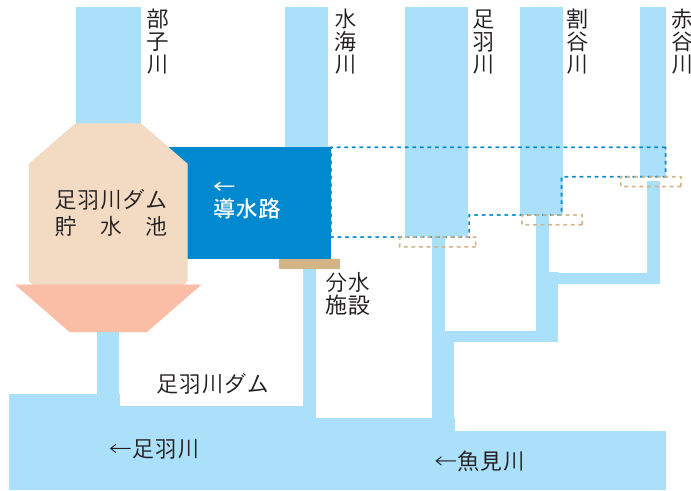 部子川
水海川
足羽川
割谷川
赤谷川
足羽川ダム
貯水池
←
導水路
分水
施設
足羽川ダム
←足羽川
←魚見川